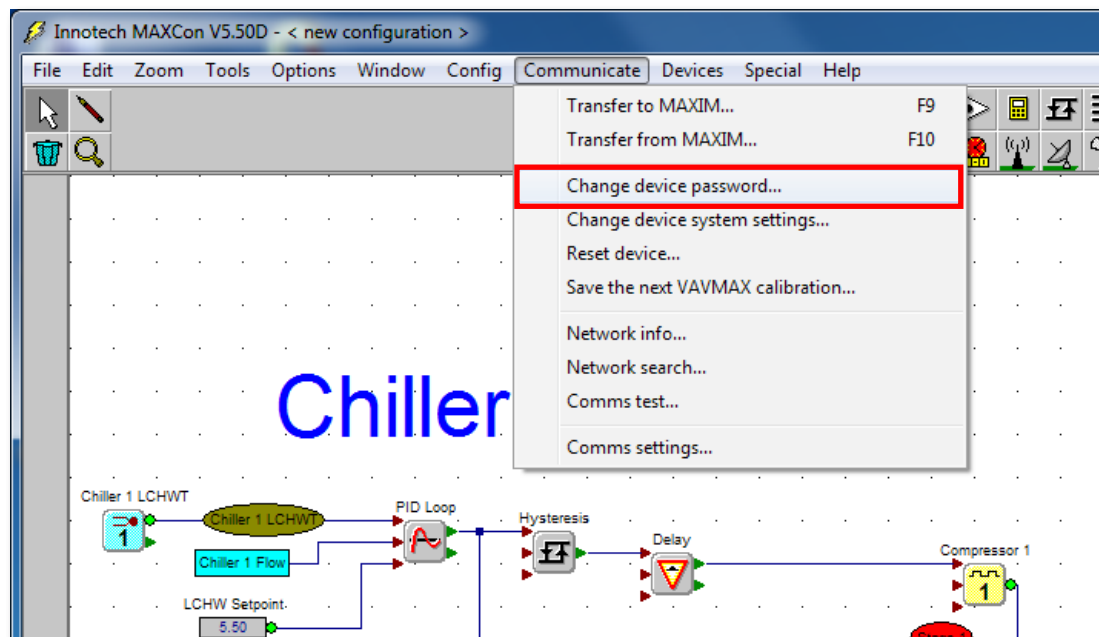 Innotech MAXCon V5.50D - < new configuration >
File Edit Zoom Tools Options Window Config Communicate Devices Special Help
Transfer to MAXIM... F9
Transfer from MAXIM... F10
Change device password...
Change device system settings...
Reset device...
Save the next VAVMAX calibration...
Network info...
Network search...
Comms test...
Comms settings...
Chiller
Chiller 1 LCHWT
1
Chiller 1 LCHWT
Chiller 1 Flow
PID Loop
Hysteresis
Delay
Compressor 1
1
LCHW Setpoint
5.50